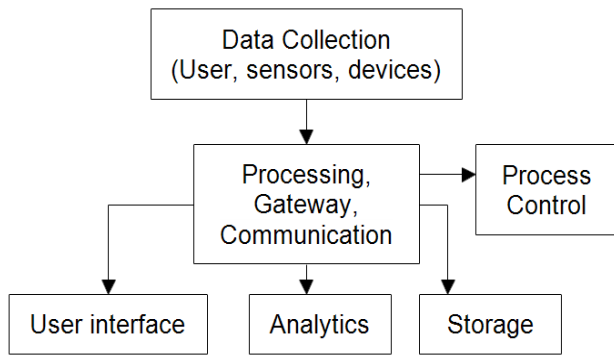 Data Collection
(User, sensors, devices)
Processing,
Gateway,
Communication
Process
Control
User interface
Analytics
Storage